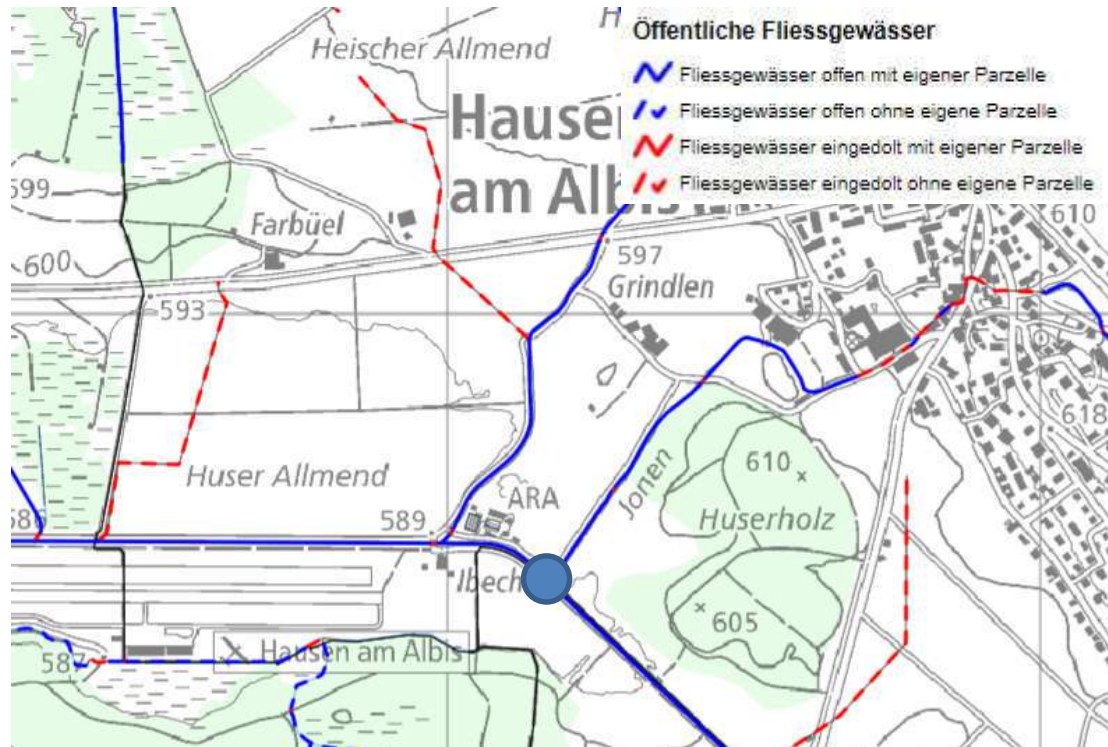 Öffentliche Fliessgewässer
Fliessgewässer offen mit eigener Parzelle
Fliessgewässer offen ohne eigene Parzelle
Fliessgewässer eingedolt mit eigener Parzelle
Fliessgewässer eingedolt ohne eigene Parzelle
H
Heischer Allmend
Hausen
am Albis
599
Farbüel
610
600
597
593
Grindlen
618
Huser Allmend
Jonen
610
ARA
589
Huserholz
586
Ibech
605
587
Hausen am Albis